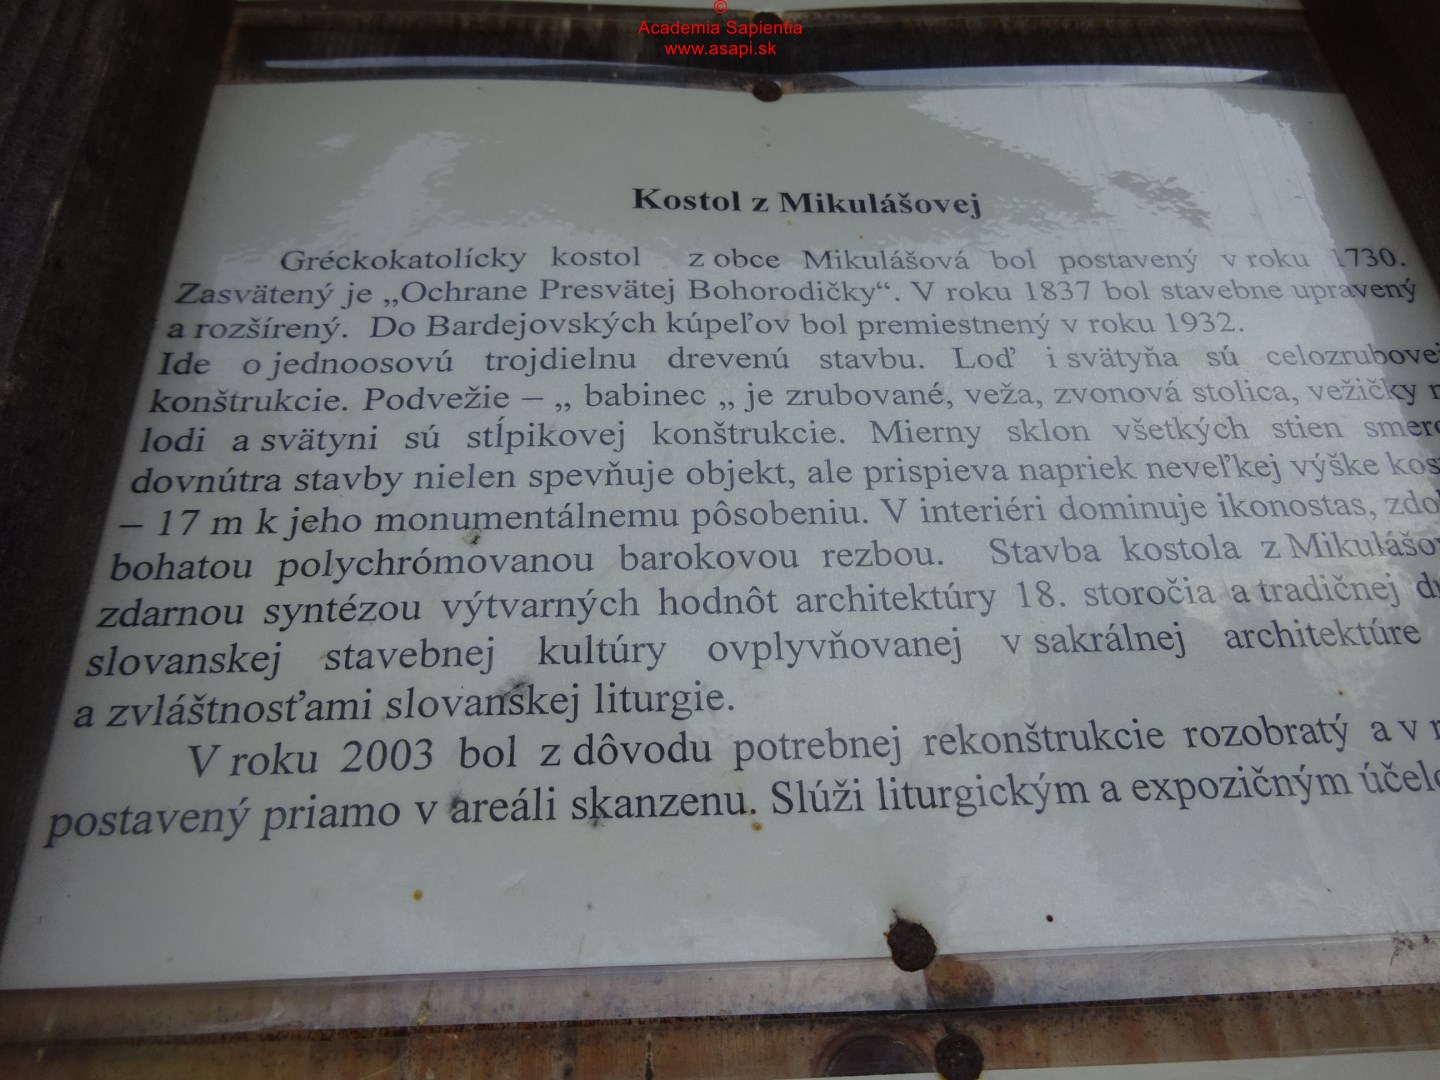 ©
Academia Sapientia
www.asapi.sk
Kostol z Mikulášovej
Gréckokatolícky kostol z obce Mikulášová bol postavený v roku 1730.
Zasvätený je „Ochrane Presvätej Bohorodičky“. V roku 1837 bol stavebne upravený
a rozšírený. Do Bardejovských kúpeľov bol premiestnený v roku 1932.
Ide o jednoosovú trojdielnu drevenú stavbu. Loď i svätyňa sú celozrubovej
konštrukcie. Podvežie – „ babinec „ je zrubované, veža, zvonová stolica, vežičky
lodi a svätyni sú stĺpikovej konštrukcie. Mierny sklon všetkých stien
dovnútra stavby nielen spevňuje objekt, ale prispieva napriek neveľkej výške
– 17 m k jeho monumentálnemu pôsobeniu. V interiéri dominuje ikonostas,
bohatou polychrómovanou barokovou rezbou. Stavba kostola z
zdarnou syntézou výtvarných hodnôt architektúry 18. storočia a tradičnej
slovanskej stavebnej kultúry ovplyvňovanej v sakrálnej architektúre
a zvláštnosťami slovanskej liturgie.
V roku 2003 bol z dôvodu potrebnej rekonštrukcie rozobratý a v
postavený priamo v areáli skanzenu. Slúži liturgickým a expozičným